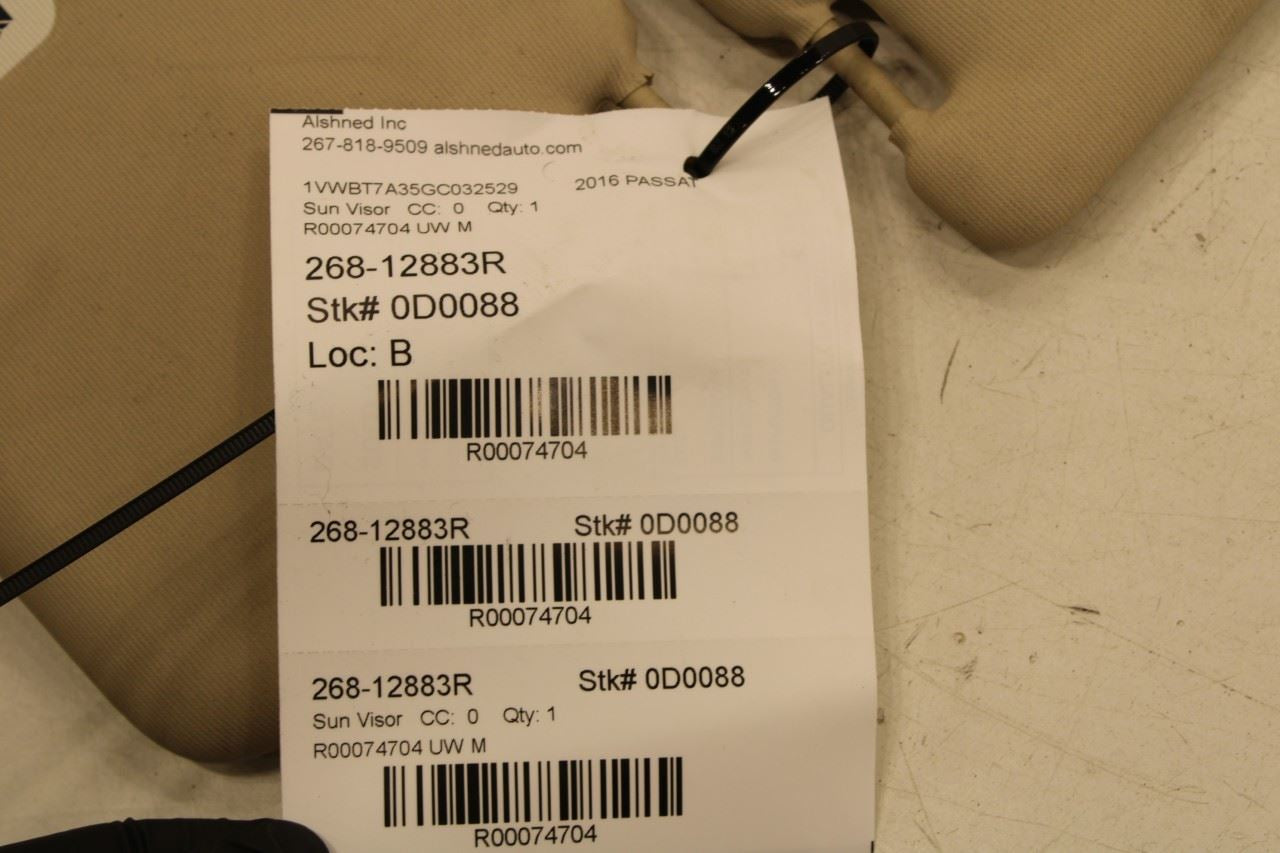 Alshned Inc
267-818-9509 alshnedauto.com
1VWBT7A35GC032529 2016 PASSAT
Sun Visor CC: 0 Qty: 1
R00074704 UW M
268-12883R
Stk# 0D0088
Loc: B
R00074704
268-12883R Stk# 0D0088
R00074704
268-12883R Stk# 0D0088
Sun Visor CC: 0 Qty: 1
R00074704 UW M
R00074704